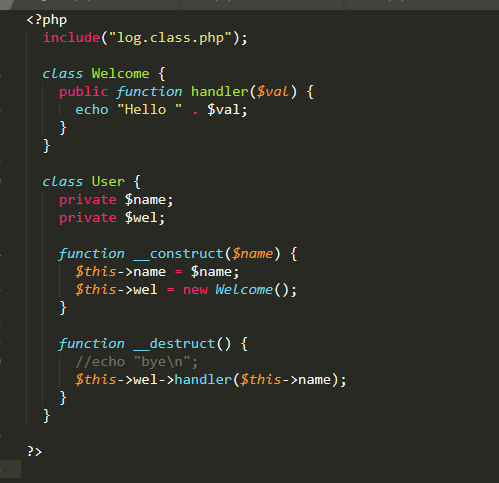 <?php
include("log.class.php");
class Welcome {
public function handler($val) {
echo "Hello " . $val;
}
}
class User {
private $name;
private $wel;
function __construct($name) {
$this->name = $name;
$this->wel = new Welcome();
}
function __destruct() {
//echo "bye\n";
$this->wel->handler($this->name);
}
}
?>